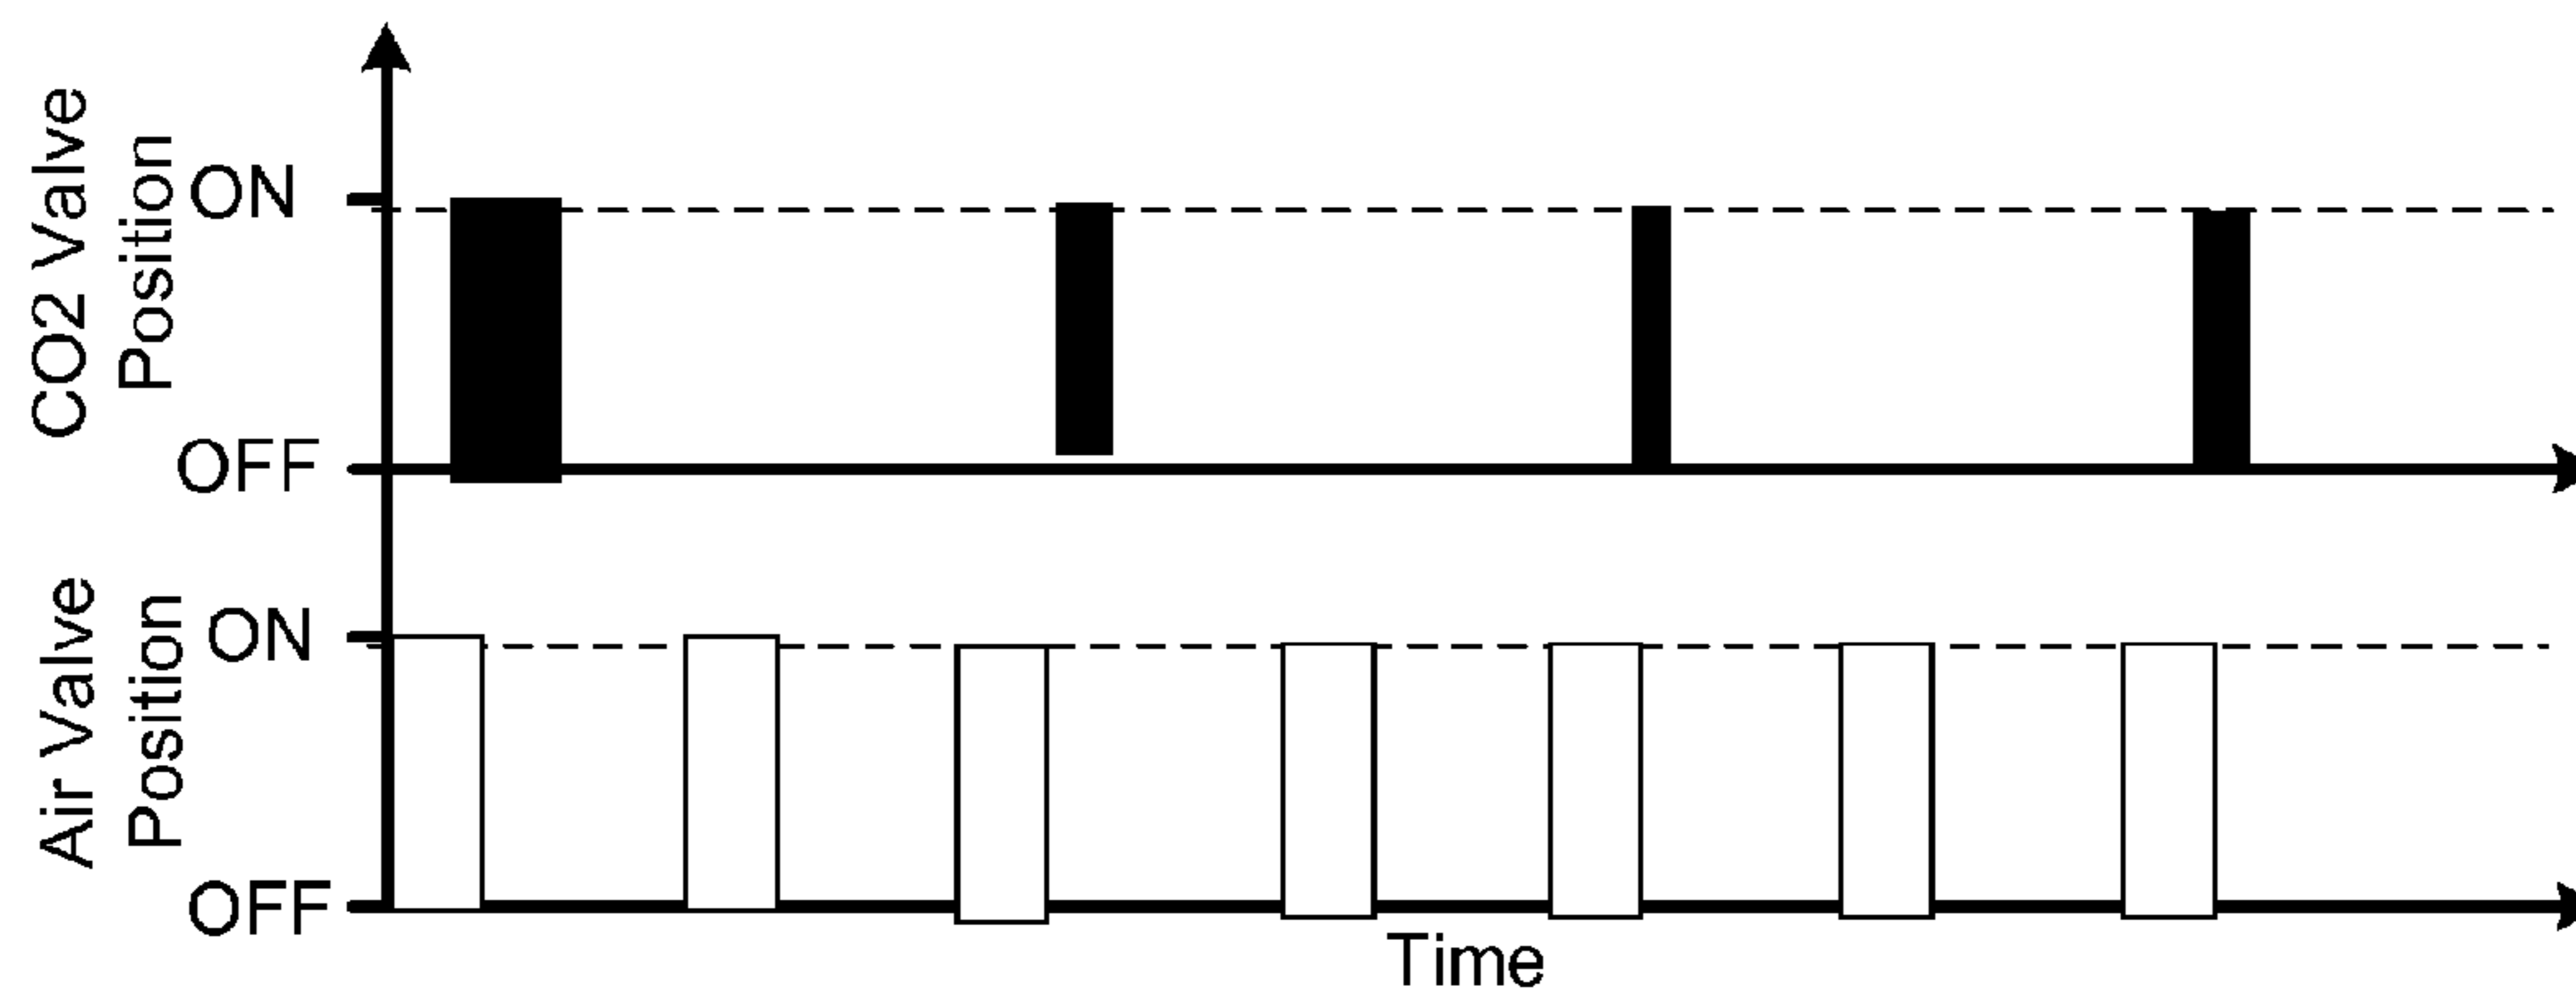 CO2 Valve
Position
ON
OFF
Air Valve
Position
ON
OFF
Time